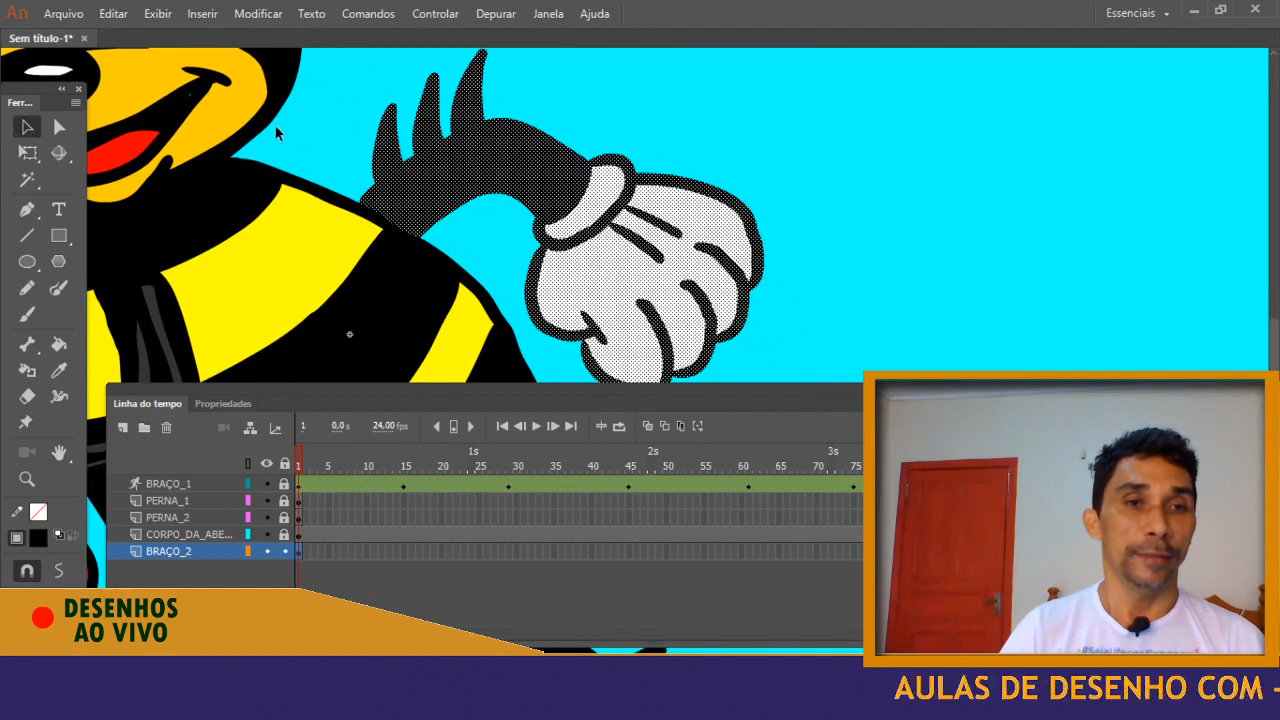 An Arquivo Editar Exibir Inserir Modificar Texto Comandos Controlar Depurar Janela Ajuda Essenciais
Sem título-1* ×
Ferr...
Linha do tempo Propriedades
1 0,0 s 24,00 fps
1s 2s 3s
1 5 10 15 20 25 30 35 40 45 50 55 60 65 70 75
BRAÇO_1
PERNA_1
PERNA_2
CORPO_DA_ABE...
BRAÇO_2
DESENHOS
AO VIVO
AULAS DE DESENHO COM -